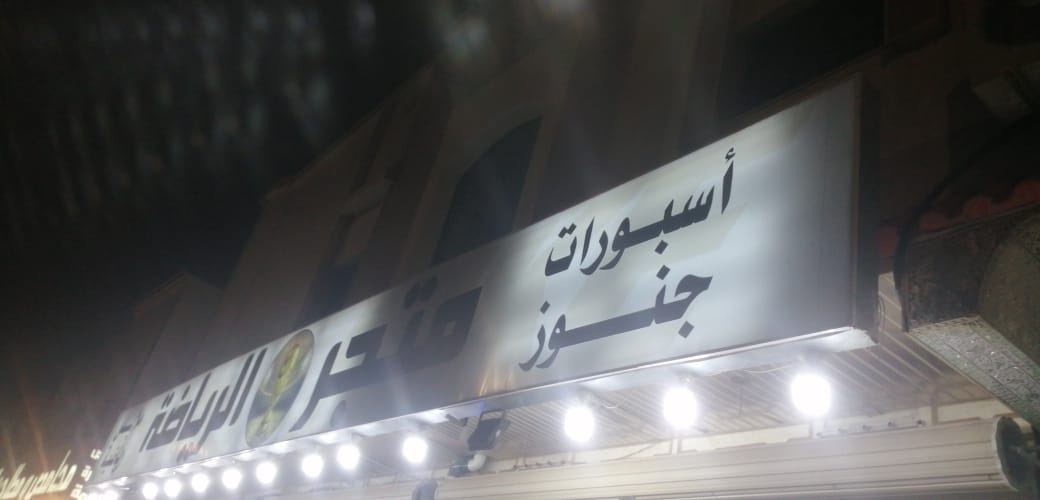 أسبورات
جنوز
متجر الرياضة